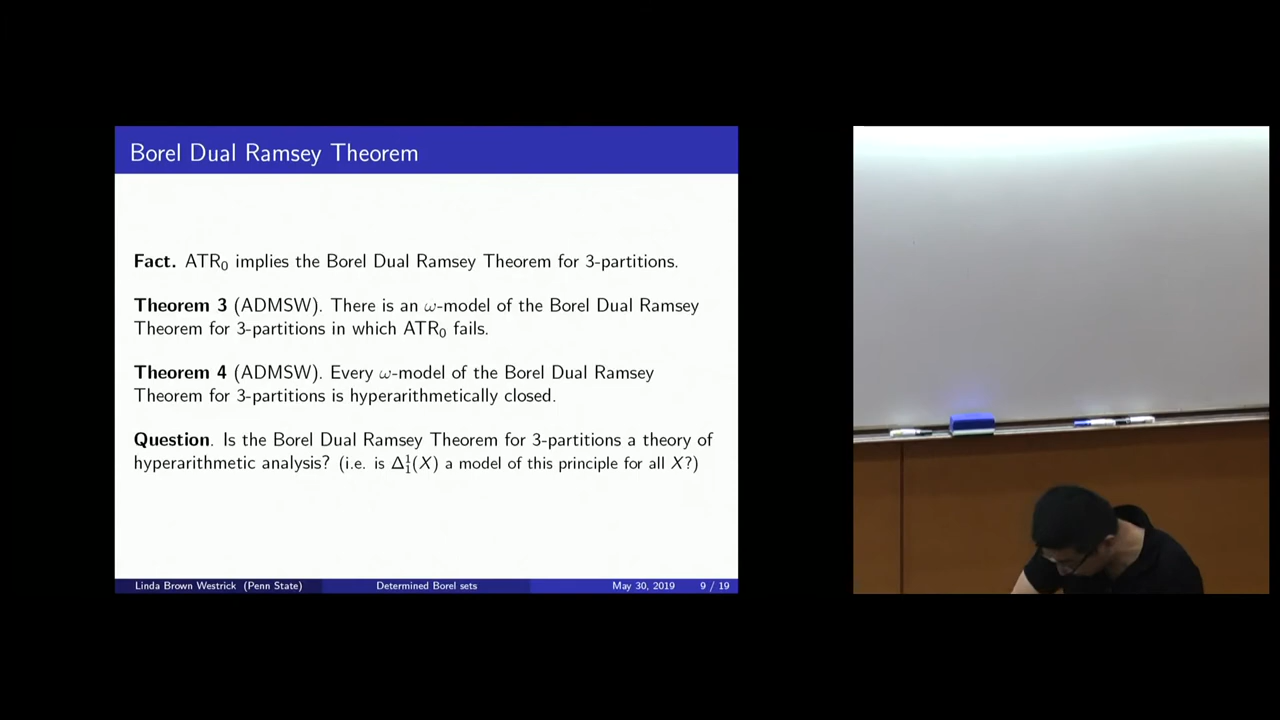 Borel Dual Ramsey Theorem
Fact. ATR₀ implies the Borel Dual Ramsey Theorem for 3-partitions.
Theorem 3 (ADMSW). There is an ω-model of the Borel Dual Ramsey
Theorem for 3-partitions in which ATR₀ fails.
Theorem 4 (ADMSW). Every ω-model of the Borel Dual Ramsey
Theorem for 3-partitions is hyperarithmetically closed.
Question. Is the Borel Dual Ramsey Theorem for 3-partitions a theory of
hyperarithmetic analysis? (i.e. is Δ¹₁(X) a model of this principle for all X?)
Linda Brown Westrick (Penn State) Determined Borel sets May 30, 2019 9 / 19